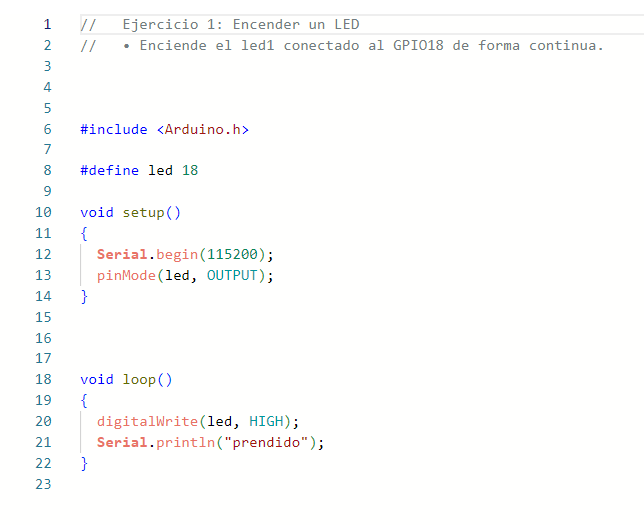 1 //   Ejercicio 1: Encender un LED
2 //   • Enciende el led1 conectado al GPIO18 de forma continua.
3
4
5
6 #include <Arduino.h>
7
8 #define led 18
9
10 void setup()
11 {
12   Serial.begin(115200);
13   pinMode(led, OUTPUT);
14 }
15
16
17
18 void loop()
19 {
20   digitalWrite(led, HIGH);
21   Serial.println("prendido");
22 }
23